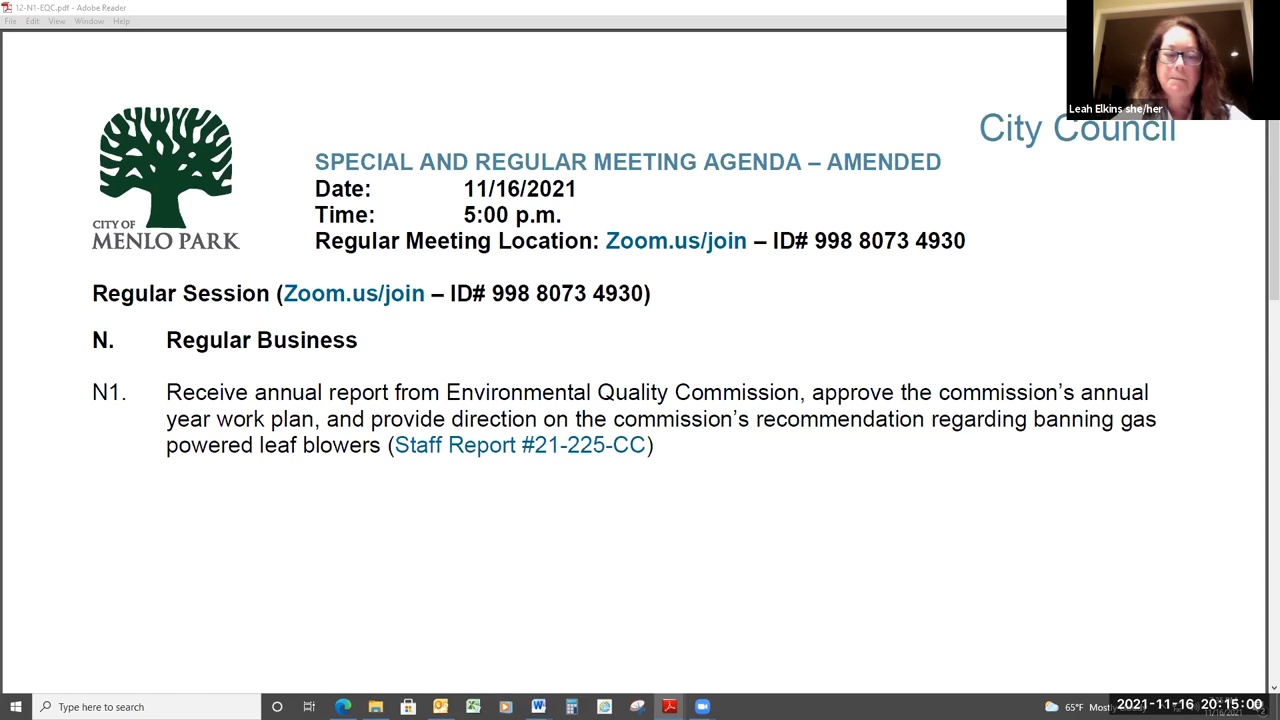 12-N1-EQC.pdf - Adobe Reader
File Edit View Window Help
Leah Elkins she/her
City Council
SPECIAL AND REGULAR MEETING AGENDA – AMENDED
Date: 11/16/2021
Time: 5:00 p.m.
Regular Meeting Location: Zoom.us/join – ID# 998 8073 4930
CITY OF
MENLO PARK
Regular Session (Zoom.us/join – ID# 998 8073 4930)
N. Regular Business
N1. Receive annual report from Environmental Quality Commission, approve the commission's annual
year work plan, and provide direction on the commission's recommendation regarding banning gas
powered leaf blowers (Staff Report #21-225-CC)
Type here to search
65°F
2021-11-16 20:15:00